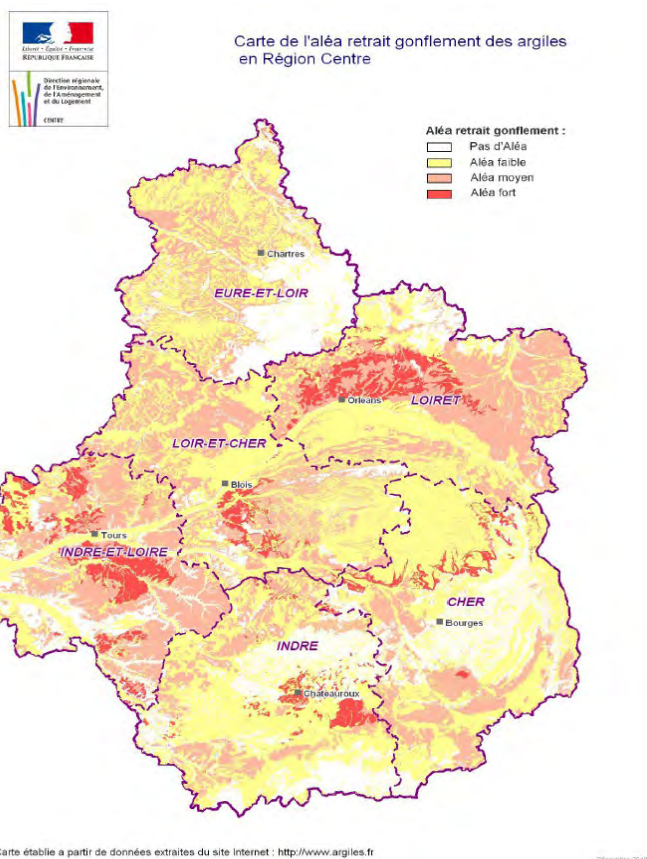 Carte de l'aléa retrait gonflement des argiles
en Région Centre
Liberté • Égalité • Fraternité
RÉPUBLIQUE FRANÇAISE
Direction régionale
de l'Environnement,
de l'Aménagement
et du Logement
CENTRE
Aléa retrait gonflement :
Pas d'Aléa
Aléa faible
Aléa moyen
Aléa fort
Chartres
EURE-ET-LOIR
Orleans
LOIRET
LOIR-ET-CHER
Blois
Tours
INDRE-ET-LOIRE
CHER
Bourges
INDRE
Chateauroux
Carte établie a partir de données extraites du site Internet : http://www.argiles.fr